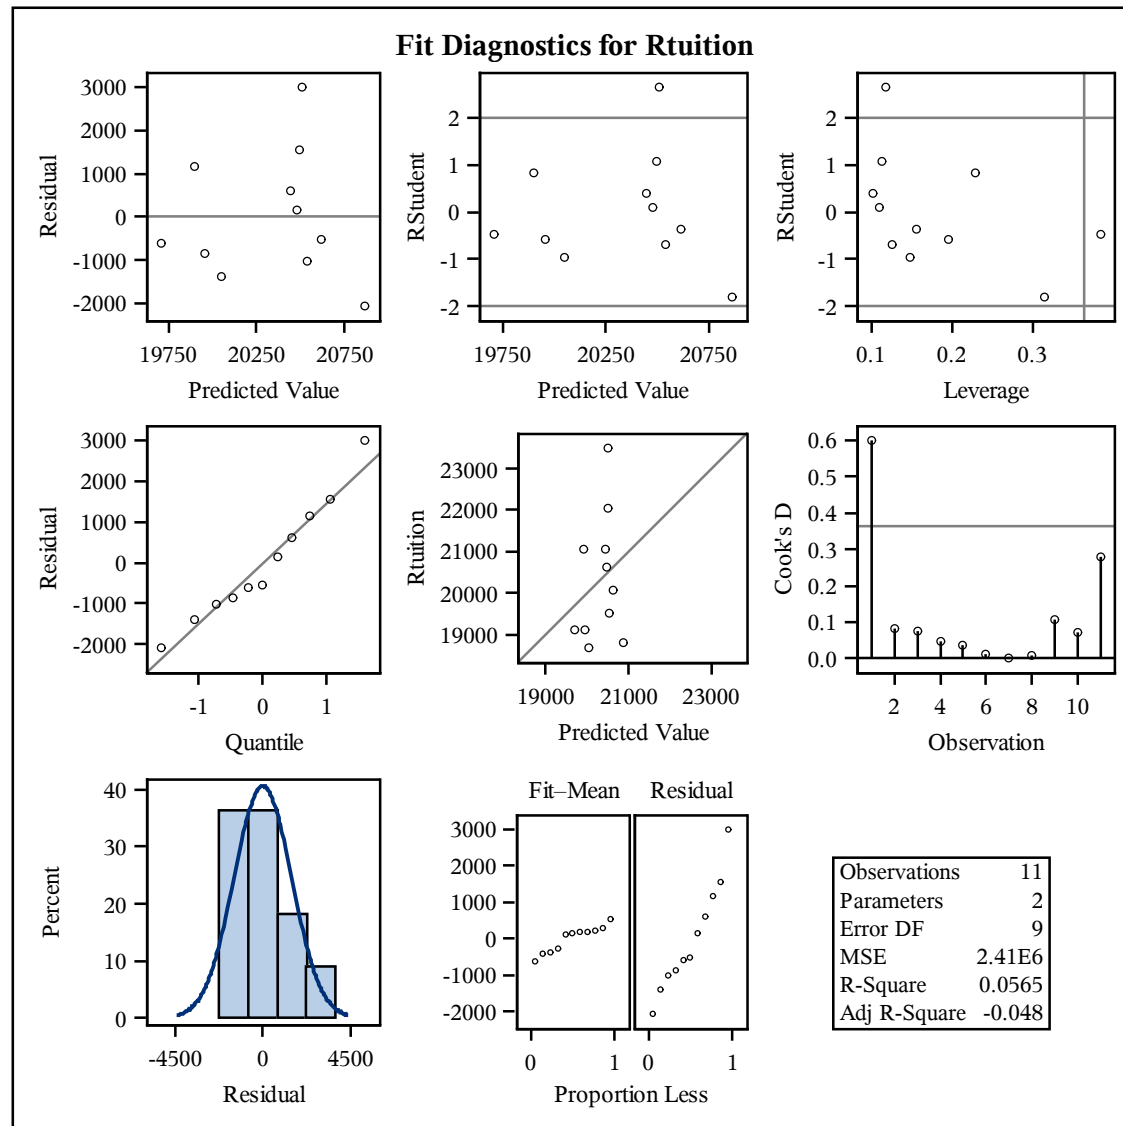 Fit Diagnostics for Rtuition
3000
2000
1000
0
-1000
-2000
Residual
19750 20250 20750
Predicted Value
2
1
0
-1
-2
RStudent
19750 20250 20750
Predicted Value
2
1
0
-1
-2
RStudent
0.1 0.2 0.3
Leverage
3000
2000
1000
0
-1000
-2000
Residual
-1 0 1
Quantile
23000
22000
21000
20000
19000
Rtuition
19000 21000 23000
Predicted Value
0.6
0.5
0.4
0.3
0.2
0.1
0.0
Cook's D
2 4 6 8 10
Observation
40
30
20
10
0
Percent
-4500 0 4500
Residual
Fit–Mean Residual
3000
2000
1000
0
-1000
-2000
0 1 0 1
Proportion Less
Observations 11
Parameters 2
Error DF 9
MSE 2.41E6
R-Square 0.0565
Adj R-Square -0.048